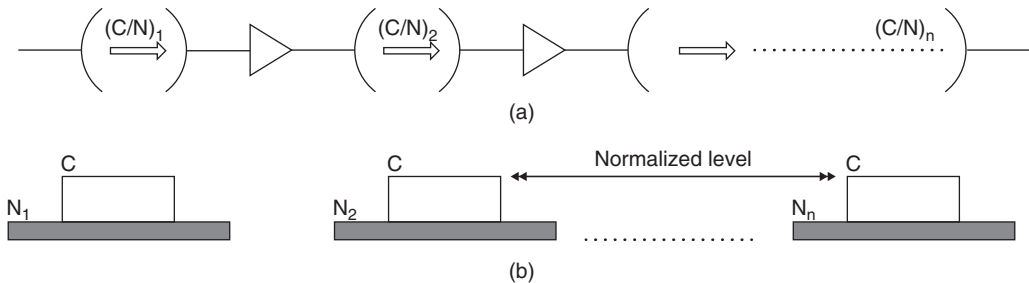 (C/N)₁ (C/N)₂ (C/N)ₙ
(a)
C C Normalized level C
N₁ N₂ Nₙ
(b)